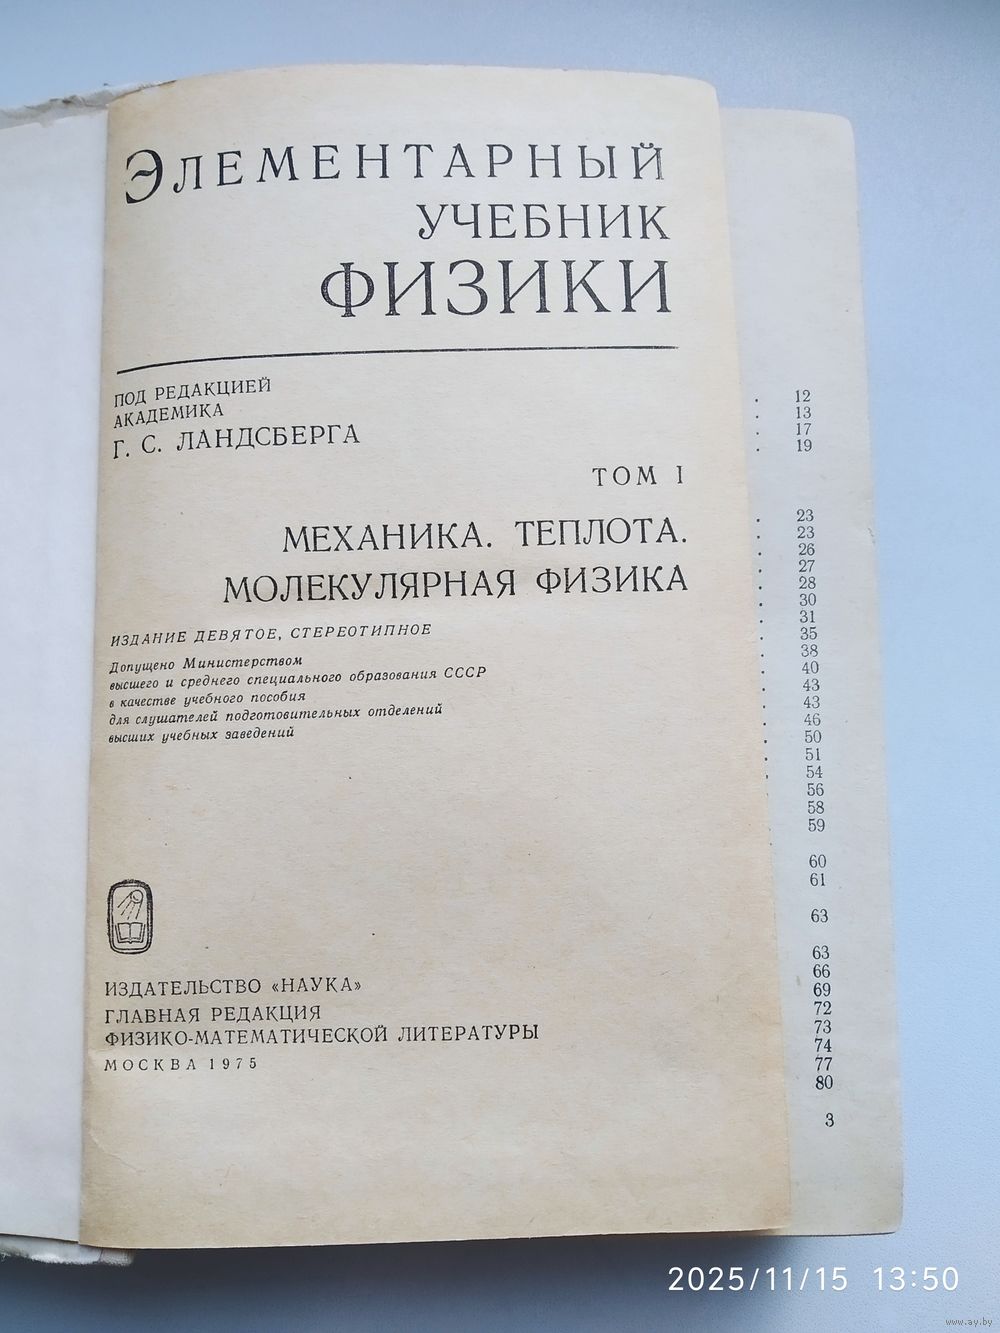 ЭЛЕМЕНТАРНЫЙ
УЧЕБНИК
ФИЗИКИ
ПОД РЕДАКЦИЕЙ
АКАДЕМИКА
Г. С. ЛАНДСБЕРГА
ТОМ I
МЕХАНИКА. ТЕПЛОТА.
МОЛЕКУЛЯРНАЯ ФИЗИКА
ИЗДАНИЕ ДЕВЯТОЕ, СТЕРЕОТИПНОЕ
Допущено Министерством
высшего и среднего специального образования СССР
в качестве учебного пособия
для слушателей подготовительных отделений
высших учебных заведений
ИЗДАТЕЛЬСТВО «НАУКА»
ГЛАВНАЯ РЕДАКЦИЯ
ФИЗИКО-МАТЕМАТИЧЕСКОЙ ЛИТЕРАТУРЫ
МОСКВА 1975
. 12
. 13
. 17
. 19
. 23
. 23
. 26
. 27
. 28
. 30
. 31
. 35
. 38
. 40
. 43
. 43
. 46
. 50
. 51
. 54
. 56
. 58
. 59
60
61
63
63
66
69
72
73
74
77
80
3
2025/11/15 13:50
www.ay.by